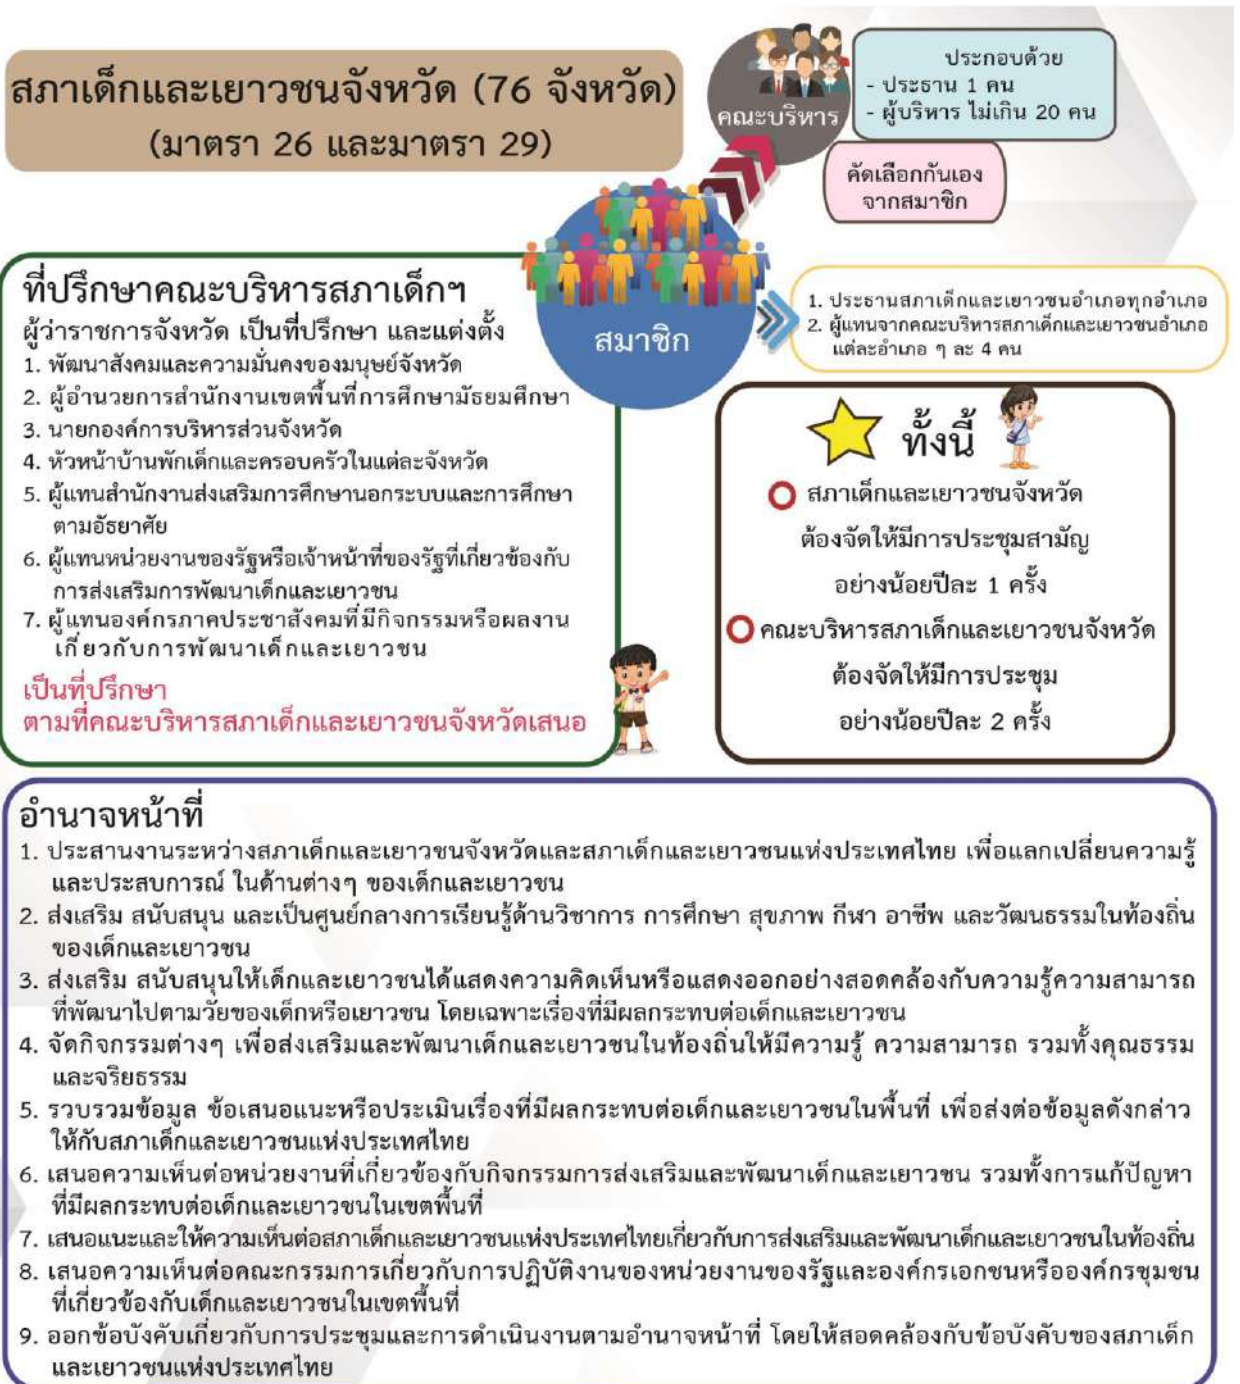 สภาเด็กและเยาวชนจังหวัด (76 จังหวัด)
(มาตรา 26 และมาตรา 29)
คณะบริหาร
ประกอบด้วย
- ประธาน 1 คน
- ผู้บริหาร ไม่เกิน 20 คน
คัดเลือกกันเอง
จากสมาชิก
สมาชิก
1. ประธานสภาเด็กและเยาวชนอำเภอทุกอำเภอ
2. ผู้แทนจากคณะบริหารสภาเด็กและเยาวชนอำเภอ
แต่ละอำเภอ ๆ ละ 4 คน
ที่ปรึกษาคณะบริหารสภาเด็กฯ
ผู้ว่าราชการจังหวัด เป็นที่ปรึกษา และแต่งตั้ง
1. พัฒนาสังคมและความมั่นคงของมนุษย์จังหวัด
2. ผู้อำนวยการสำนักงานเขตพื้นที่การศึกษามัธยมศึกษา
3. นายกองค์การบริหารส่วนจังหวัด
4. หัวหน้าบ้านพักเด็กและครอบครัวในแต่ละจังหวัด
5. ผู้แทนสำนักงานส่งเสริมการศึกษานอกระบบและการศึกษา
ตามอัธยาศัย
6. ผู้แทนหน่วยงานของรัฐหรือเจ้าหน้าที่ของรัฐที่เกี่ยวข้องกับ
การส่งเสริมการพัฒนาเด็กและเยาวชน
7. ผู้แทนองค์กรภาคประชาสังคมที่มีกิจกรรมหรือผลงาน
เกี่ยวกับการพัฒนาเด็กและเยาวชน
เป็นที่ปรึกษา
ตามที่คณะบริหารสภาเด็กและเยาวชนจังหวัดเสนอ
ทั้งนี้
สภาเด็กและเยาวชนจังหวัด
ต้องจัดให้มีการประชุมสามัญ
อย่างน้อยปีละ 1 ครั้ง
คณะบริหารสภาเด็กและเยาวชนจังหวัด
ต้องจัดให้มีการประชุม
อย่างน้อยปีละ 2 ครั้ง
อำนาจหน้าที่
1. ประสานงานระหว่างสภาเด็กและเยาวชนจังหวัดและสภาเด็กและเยาวชนแห่งประเทศไทย เพื่อแลกเปลี่ยนความรู้
และประสบการณ์ ในด้านต่างๆ ของเด็กและเยาวชน
2. ส่งเสริม สนับสนุน และเป็นศูนย์กลางการเรียนรู้ด้านวิชาการ การศึกษา สุขภาพ กีฬา อาชีพ และวัฒนธรรมในท้องถิ่น
ของเด็กและเยาวชน
3. ส่งเสริม สนับสนุนให้เด็กและเยาวชนได้แสดงความคิดเห็นหรือแสดงออกอย่างสอดคล้องกับความรู้ความสามารถ
ที่พัฒนาไปตามวัยของเด็กหรือเยาวชน โดยเฉพาะเรื่องที่มีผลกระทบต่อเด็กและเยาวชน
4. จัดกิจกรรมต่างๆ เพื่อส่งเสริมและพัฒนาเด็กและเยาวชนในท้องถิ่นให้มีความรู้ ความสามารถ รวมทั้งคุณธรรม
และจริยธรรม
5. รวบรวมข้อมูล ข้อเสนอแนะหรือประเมินเรื่องที่มีผลกระทบต่อเด็กและเยาวชนในพื้นที่ เพื่อส่งต่อข้อมูลดังกล่าว
ให้กับสภาเด็กและเยาวชนแห่งประเทศไทย
6. เสนอความเห็นต่อหน่วยงานที่เกี่ยวข้องกับกิจกรรมการส่งเสริมและพัฒนาเด็กและเยาวชน รวมทั้งการแก้ปัญหา
ที่มีผลกระทบต่อเด็กและเยาวชนในเขตพื้นที่
7. เสนอแนะและให้ความเห็นต่อสภาเด็กและเยาวชนแห่งประเทศไทยเกี่ยวกับการส่งเสริมและพัฒนาเด็กและเยาวชนในท้องถิ่น
8. เสนอความเห็นต่อคณะกรรมการเกี่ยวกับการปฏิบัติงานของหน่วยงานของรัฐและองค์กรเอกชนหรือองค์กรชุมชน
ที่เกี่ยวข้องกับเด็กและเยาวชนในเขตพื้นที่
9. ออกข้อบังคับเกี่ยวกับการประชุมและการดำเนินงานตามอำนาจหน้าที่ โดยให้สอดคล้องกับข้อบังคับของสภาเด็ก
และเยาวชนแห่งประเทศไทย